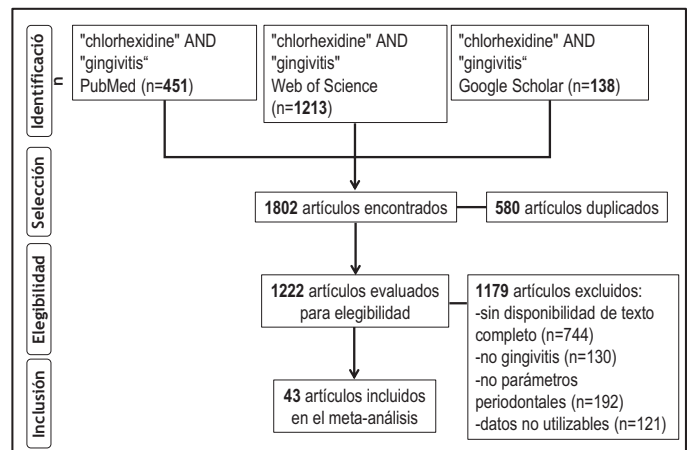 Identificació
n
"chlorhexidine" AND
"gingivitis“
PubMed (n=451)
"chlorhexidine" AND
"gingivitis"
Web of Science
(n=1213)
"chlorhexidine" AND
"gingivitis“
Google Scholar (n=138)
Selección
1802 artículos encontrados
580 artículos duplicados
Elegibilidad
1222 artículos evaluados
para elegibilidad
1179 artículos excluidos:
-sin disponibilidad de texto
completo (n=744)
-no gingivitis (n=130)
-no parámetros
periodontales (n=192)
-datos no utilizables (n=121)
Inclusión
43 artículos incluidos
en el meta-análisis